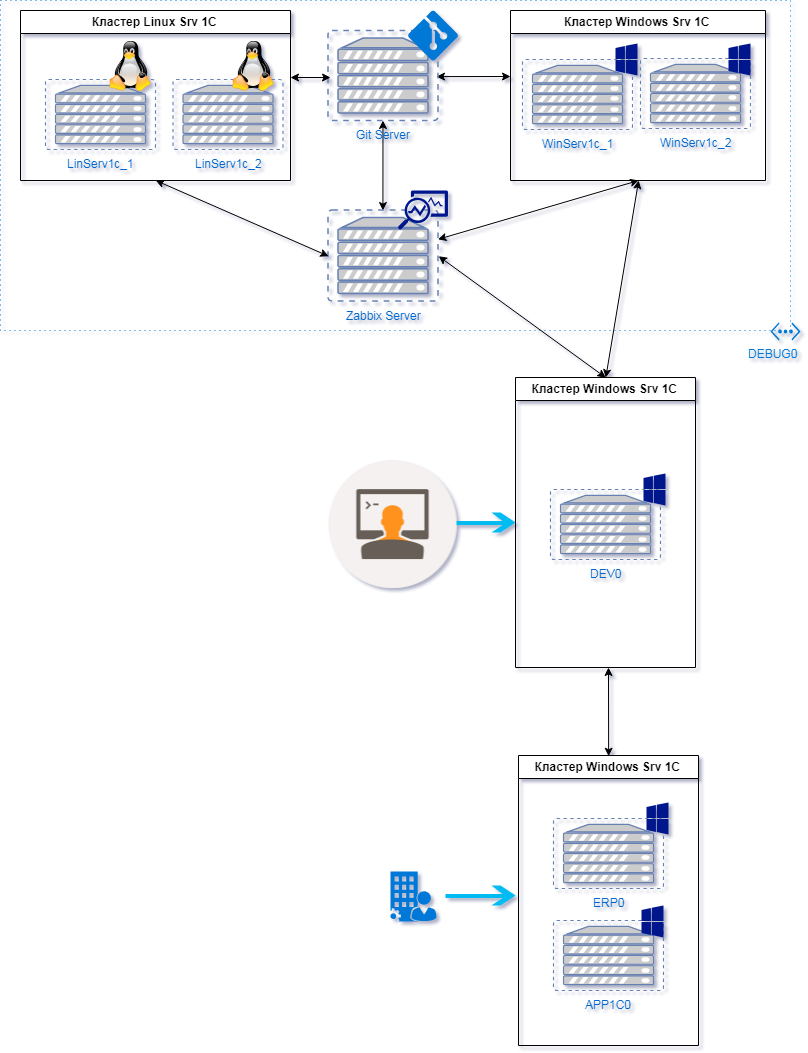 Кластер Linux Srv 1C
Кластер Windows Srv 1C
LinServ1c_1
LinServ1c_2
Git Server
WinServ1c_1
WinServ1c_2
Zabbix Server
DEBUG0
Кластер Windows Srv 1C
DEV0
Кластер Windows Srv 1C
ERP0
APP1C0